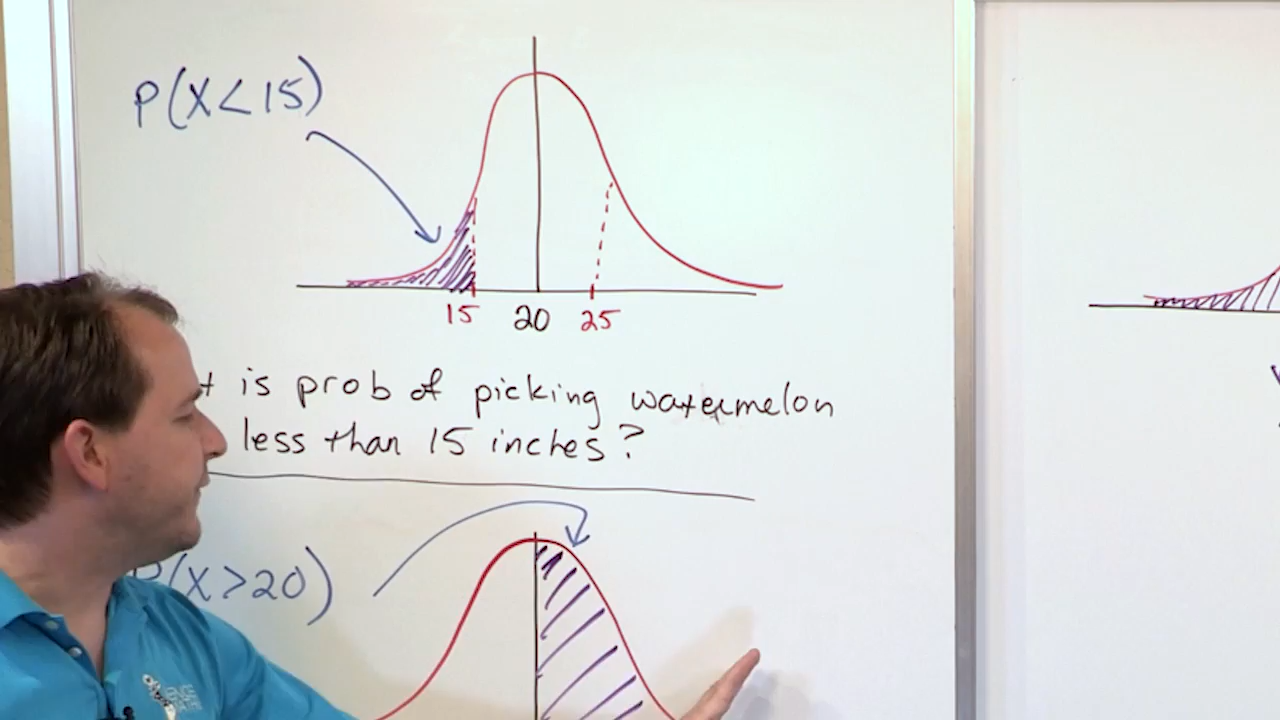 P(X<15)
15 20 25
is prob of picking watermelon
less than 15 inches?
P(X>20)